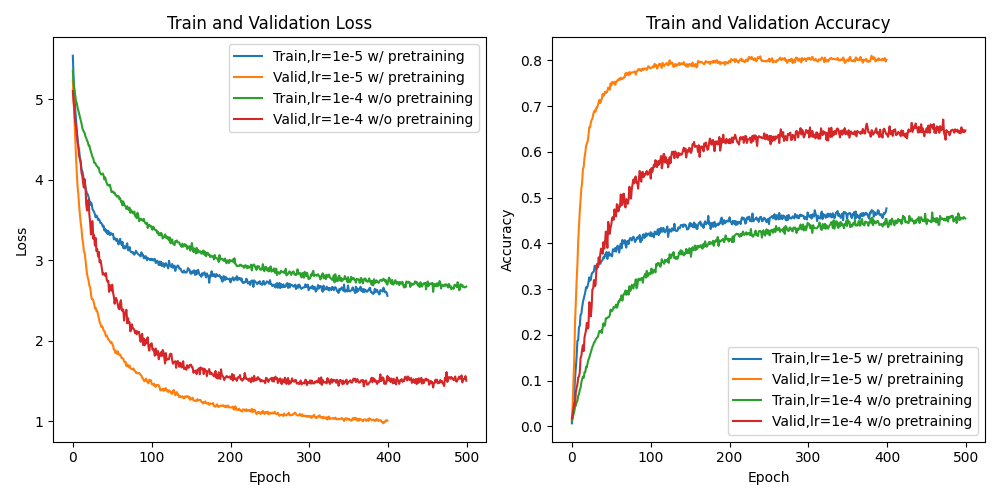 Train and Validation Loss
Train,lr=1e-5 w/ pretraining
Valid,lr=1e-5 w/ pretraining
Train,lr=1e-4 w/o pretraining
Valid,lr=1e-4 w/o pretraining
5
4
3
2
1
Loss
0
100
200
300
400
500
Epoch
Train and Validation Accuracy
0.8
0.7
0.6
0.5
0.4
0.3
0.2
0.1
0.0
Accuracy
Train,lr=1e-5 w/ pretraining
Valid,lr=1e-5 w/ pretraining
Train,lr=1e-4 w/o pretraining
Valid,lr=1e-4 w/o pretraining
0
100
200
300
400
500
Epoch